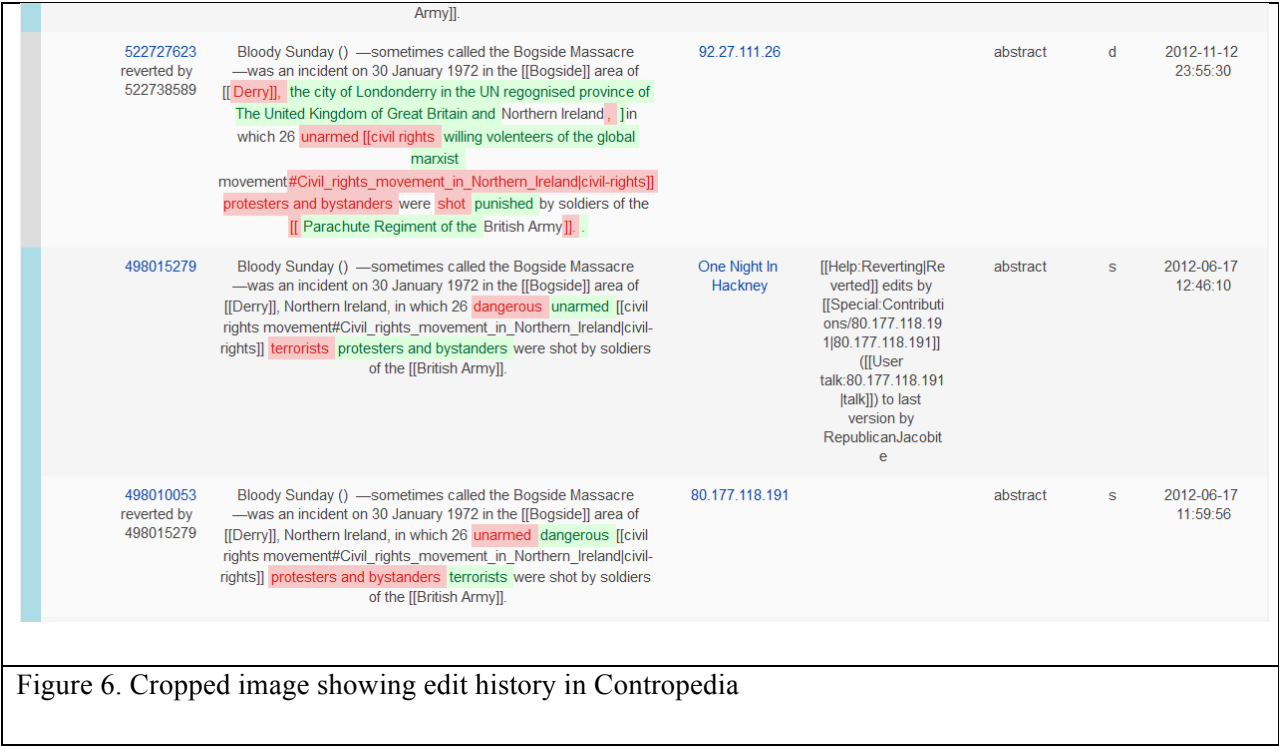 Army]].
522727623
reverted by
522738589
Bloody Sunday () —sometimes called the Bogside Massacre
—was an incident on 30 January 1972 in the [[Bogside]] area of
[[ Derry]], the city of Londonderry in the UN regognised province of
The United Kingdom of Great Britain and Northern Ireland , ] in
which 26 unarmed [[civil rights willing volenteers of the global
marxist
movement #Civil_rights_movement_in_Northern_Ireland|civil-rights]]
protesters and bystanders were shot punished by soldiers of the
[[ Parachute Regiment of the British Army ]]. .
92.27.111.26
abstract
d
2012-11-12
23:55:30
498015279
Bloody Sunday () —sometimes called the Bogside Massacre
—was an incident on 30 January 1972 in the [[Bogside]] area of
[[Derry]], Northern Ireland, in which 26 dangerous unarmed [[civil
rights movement#Civil_rights_movement_in_Northern_Ireland|civil-
rights]] terrorists protesters and bystanders were shot by soldiers
of the [[British Army]].
One Night In
Hackney
[[Help:Reverting|Re
verted]] edits by
[[Special:Contributi
ons/80.177.118.19
1|80.177.118.191]]
([[User
talk:80.177.118.191
|talk]]) to last
version by
RepublicanJacobit
e
abstract
s
2012-06-17
12:46:10
498010053
reverted by
498015279
Bloody Sunday () —sometimes called the Bogside Massacre
—was an incident on 30 January 1972 in the [[Bogside]] area of
[[Derry]], Northern Ireland, in which 26 unarmed dangerous [[civil
rights movement#Civil_rights_movement_in_Northern_Ireland|civil-
rights]] protesters and bystanders terrorists were shot by soldiers
of the [[British Army]].
80.177.118.191
abstract
s
2012-06-17
11:59:56
Figure 6. Cropped image showing edit history in Contropedia